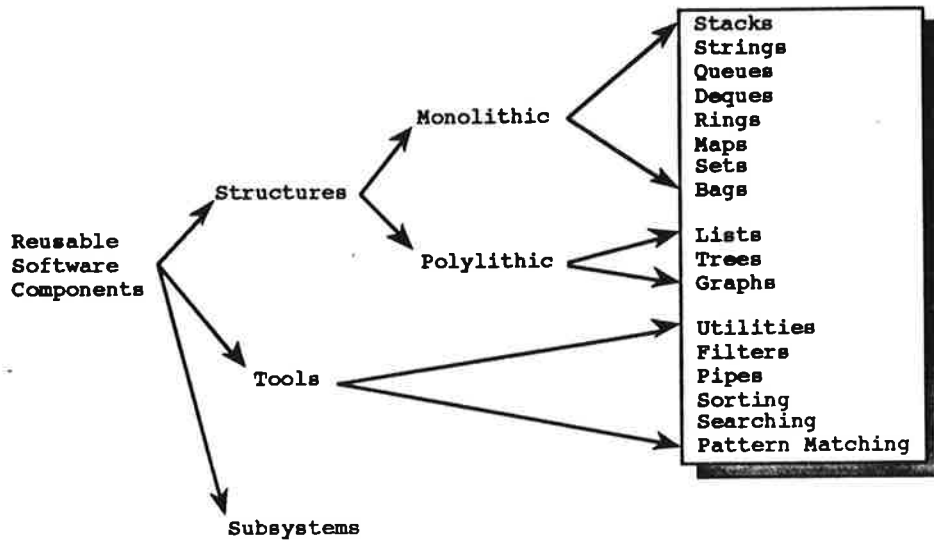 Reusable
Software
Components
Structures
Tools
Subsystems
Monolithic
Polylithic
Stacks
Strings
Queues
Deques
Rings
Maps
Sets
Bags
Lists
Trees
Graphs
Utilities
Filters
Pipes
Sorting
Searching
Pattern Matching